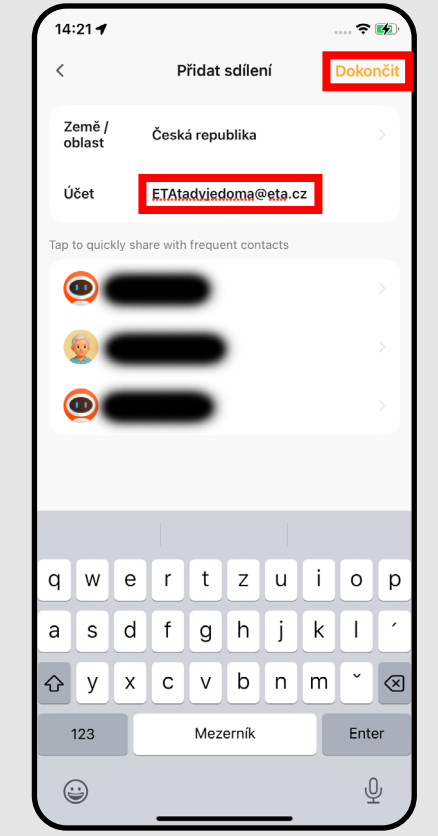 14:21
Přidat sdílení
Dokončit
Země / oblast
Česká republika
Účet
ETAtadyjedoma@eta.cz
Tap to quickly share with frequent contacts
q w e r t z u i o p
a s d f g h j k l ´
y x c v b n m ˇ
123
Mezerník
Enter